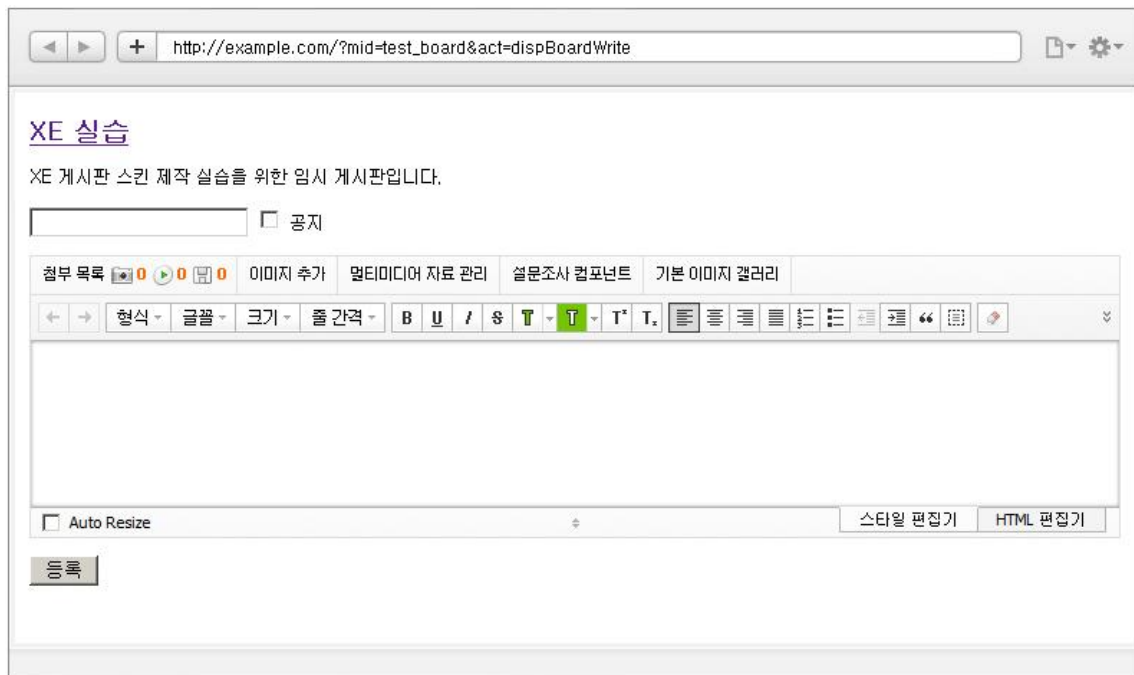 http://example.com/?mid=test_board&act=dispBoardWrite
XE 실습
XE 게시판 스킨 제작 실습을 위한 임시 게시판입니다.
공지
첨부 목록 0 0 0 이미지 추가 멀티미디어 자료 관리 설문조사 컴포넌트 기본 이미지 갤러리
형식 글꼴 크기 줄 간격 B U I S T T T˟ Tₓ
Auto Resize 스타일 편집기 HTML 편집기
등록